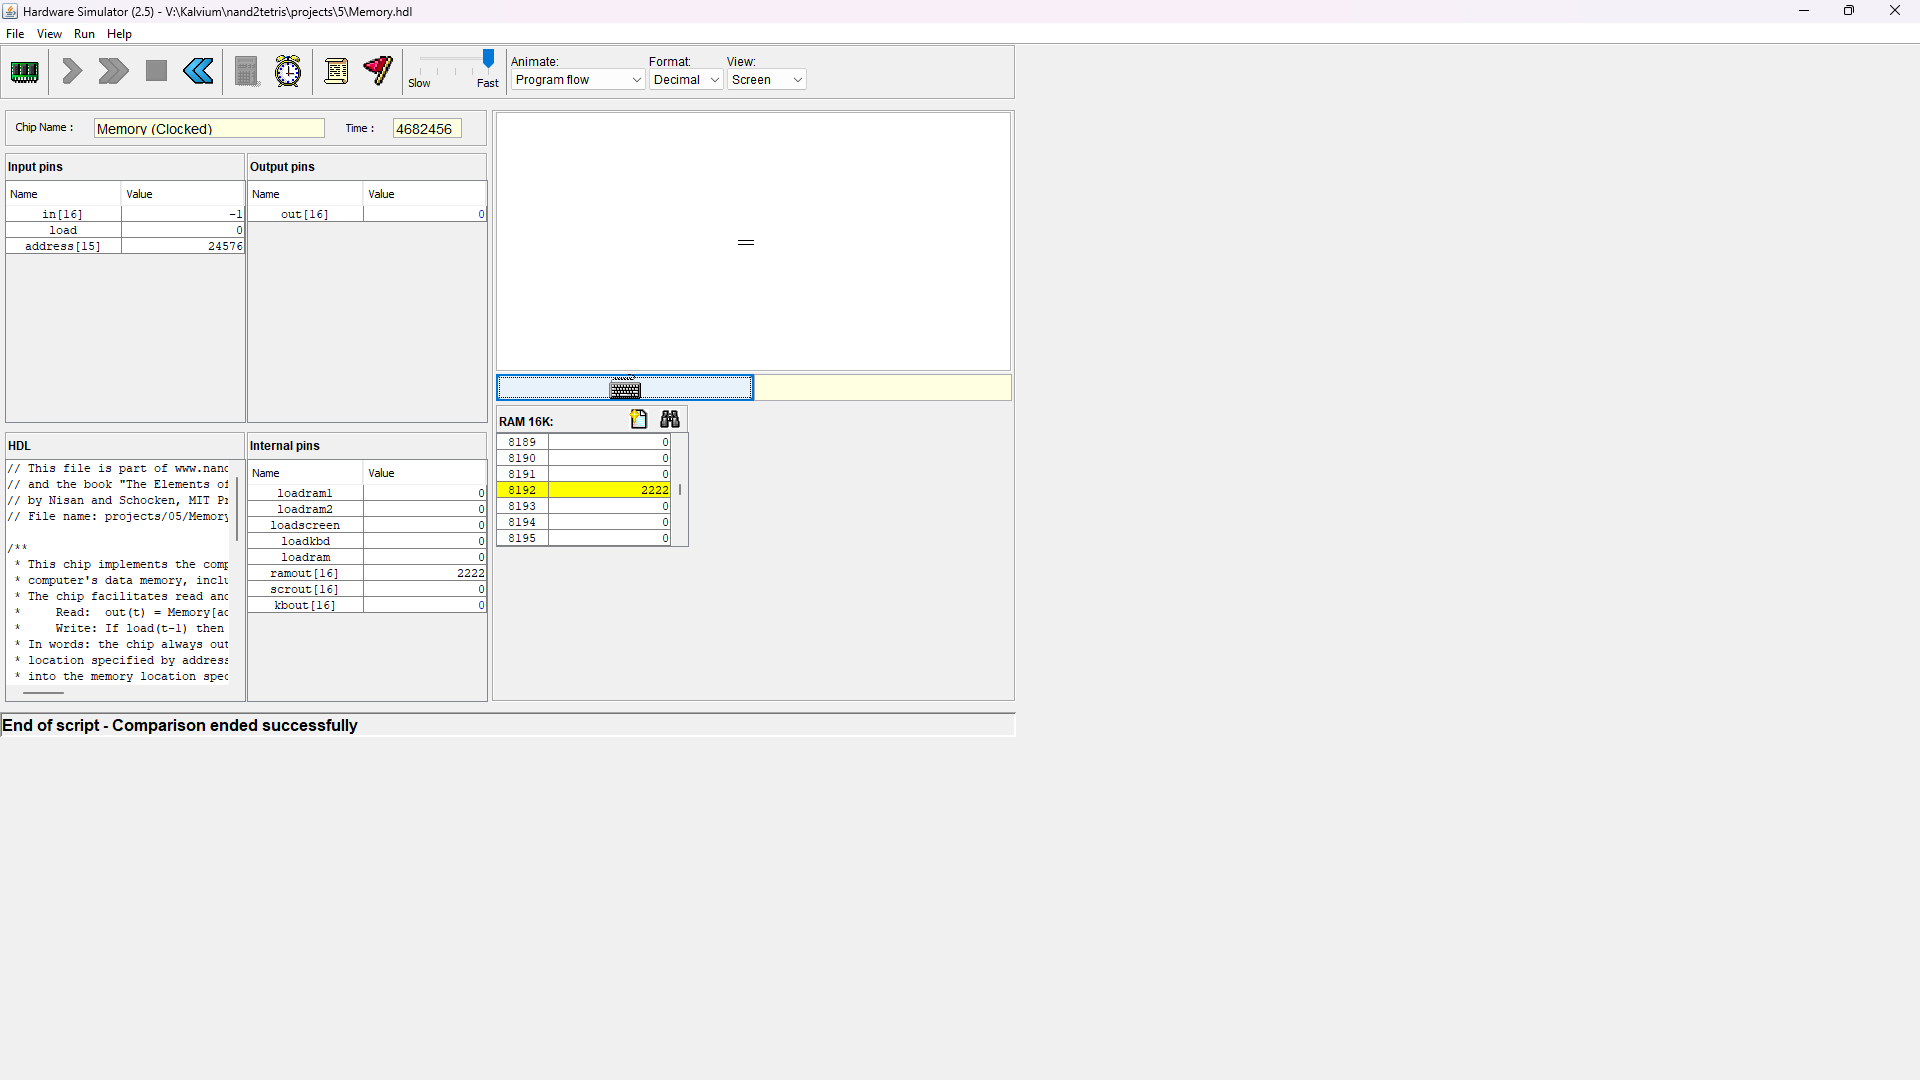 Hardware Simulator (2.5) - V:\Kalvium\nand2tetris\projects\5\Memory.hdl
File View Run Help
Slow Fast
Animate: Format: View:
Program flow Decimal Screen
Chip Name : Memory (Clocked) Time : 4682456
Input pins
Name Value
in[16] -1
load 0
address[15] 24576
Output pins
Name Value
out[16] 0
HDL
// This file is part of www.nand
// and the book "The Elements of
// by Nisan and Schocken, MIT Pr
// File name: projects/05/Memory
/**
* This chip implements the comp
* computer's data memory, inclu
* The chip facilitates read and
* Read: out(t) = Memory[ad
* Write: If load(t-1) then
* In words: the chip always out
* location specified by address
* into the memory location spec
Internal pins
Name Value
loadram1 0
loadram2 0
loadscreen 0
loadkbd 0
loadram 0
ramout[16] 2222
scrout[16] 0
kbout[16] 0
RAM 16K:
8189 0
8190 0
8191 0
8192 2222
8193 0
8194 0
8195 0
End of script - Comparison ended successfully